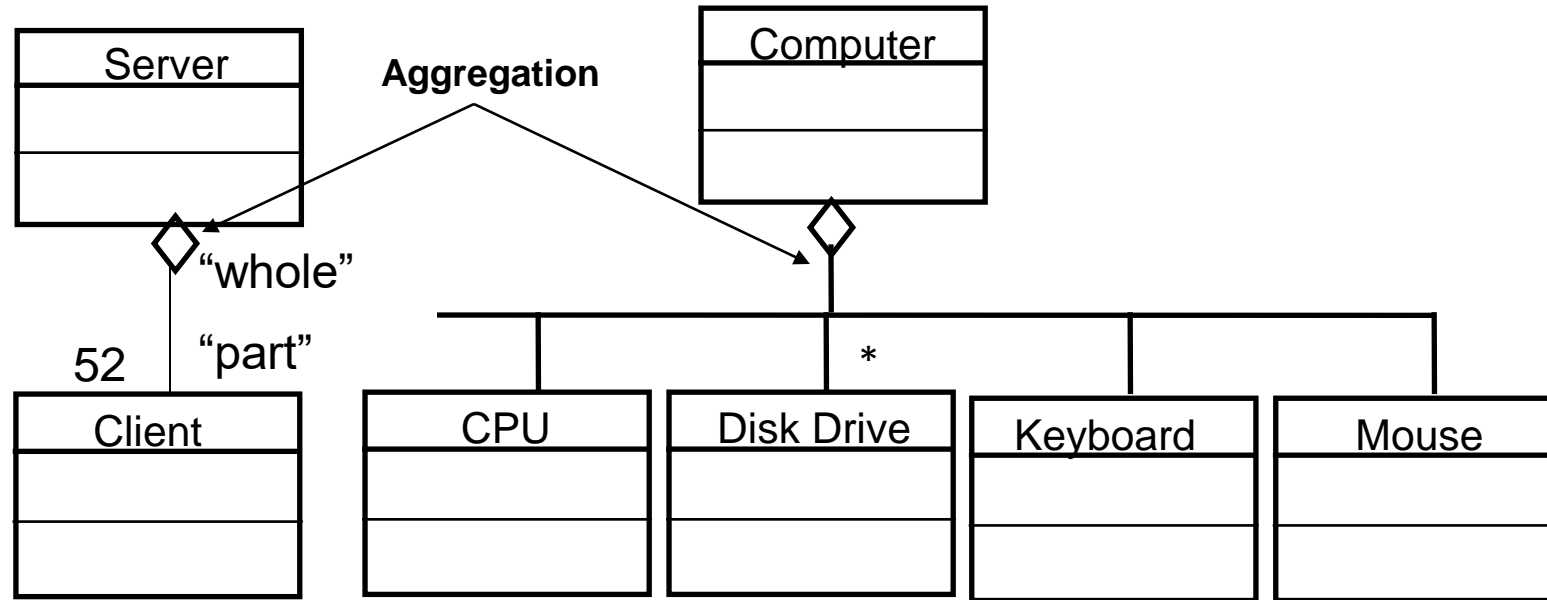 Server
Aggregation
Computer
“whole”
“part”
52
*
Client
CPU
Disk Drive
Keyboard
Mouse